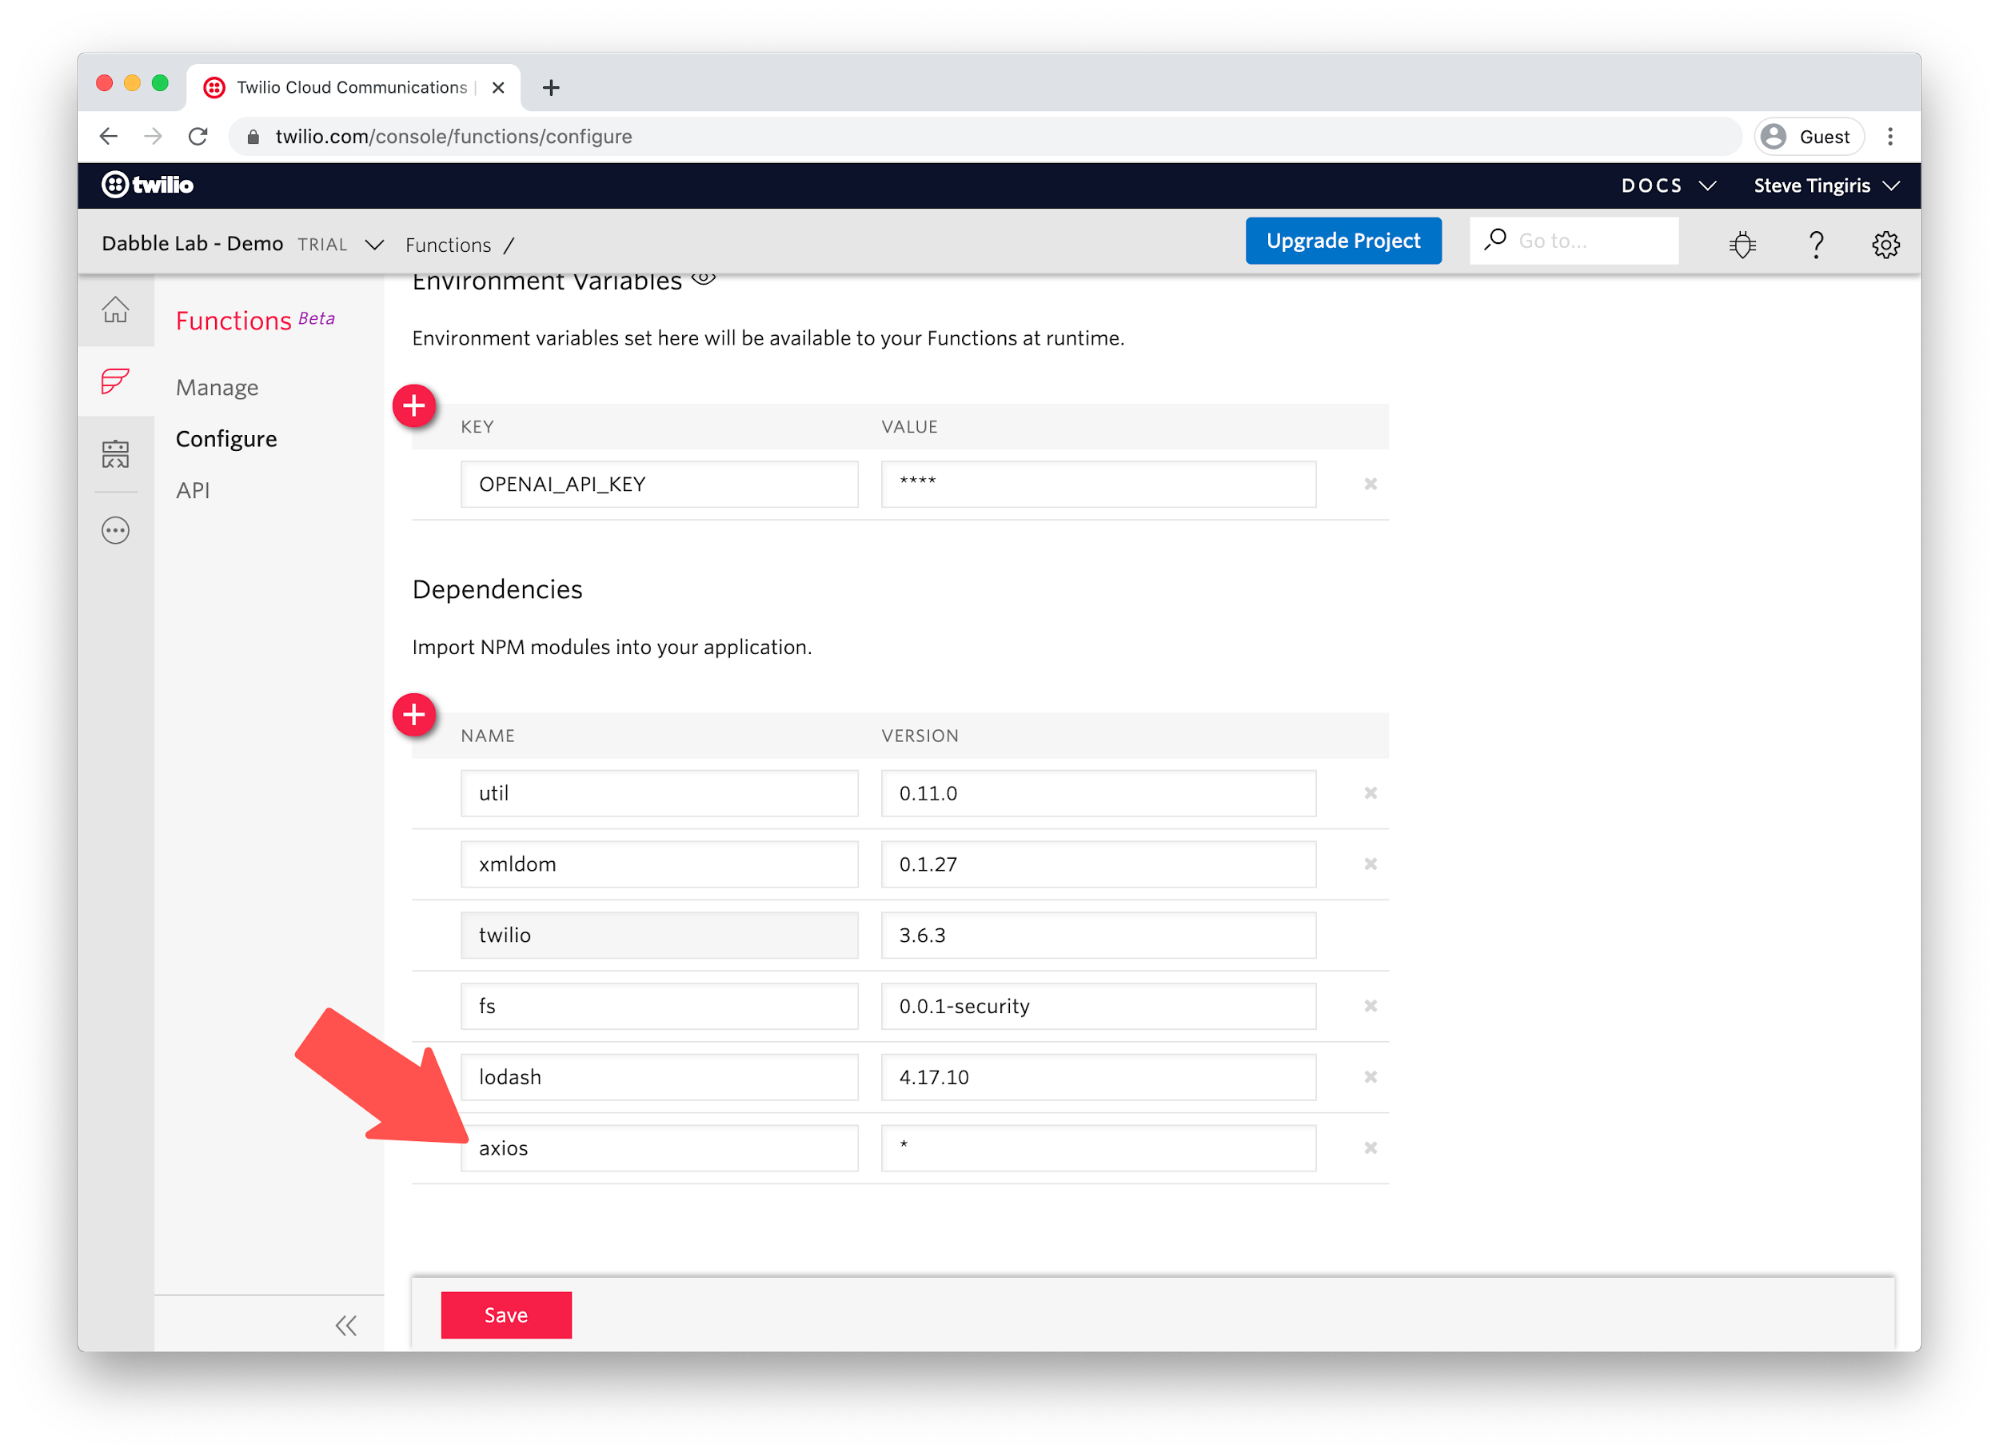 Twilio Cloud Communications |
twilio.com/console/functions/configure
Guest
twilio
DOCS
Steve Tingiris
Dabble Lab - Demo TRIAL
Functions /
Upgrade Project
Go to...
Functions Beta
Manage
Configure
API
Environment Variables
Environment variables set here will be available to your Functions at runtime.
KEY VALUE
OPENAI_API_KEY ****
Dependencies
Import NPM modules into your application.
NAME VERSION
util 0.11.0
xmldom 0.1.27
twilio 3.6.3
fs 0.0.1-security
lodash 4.17.10
axios *
Save